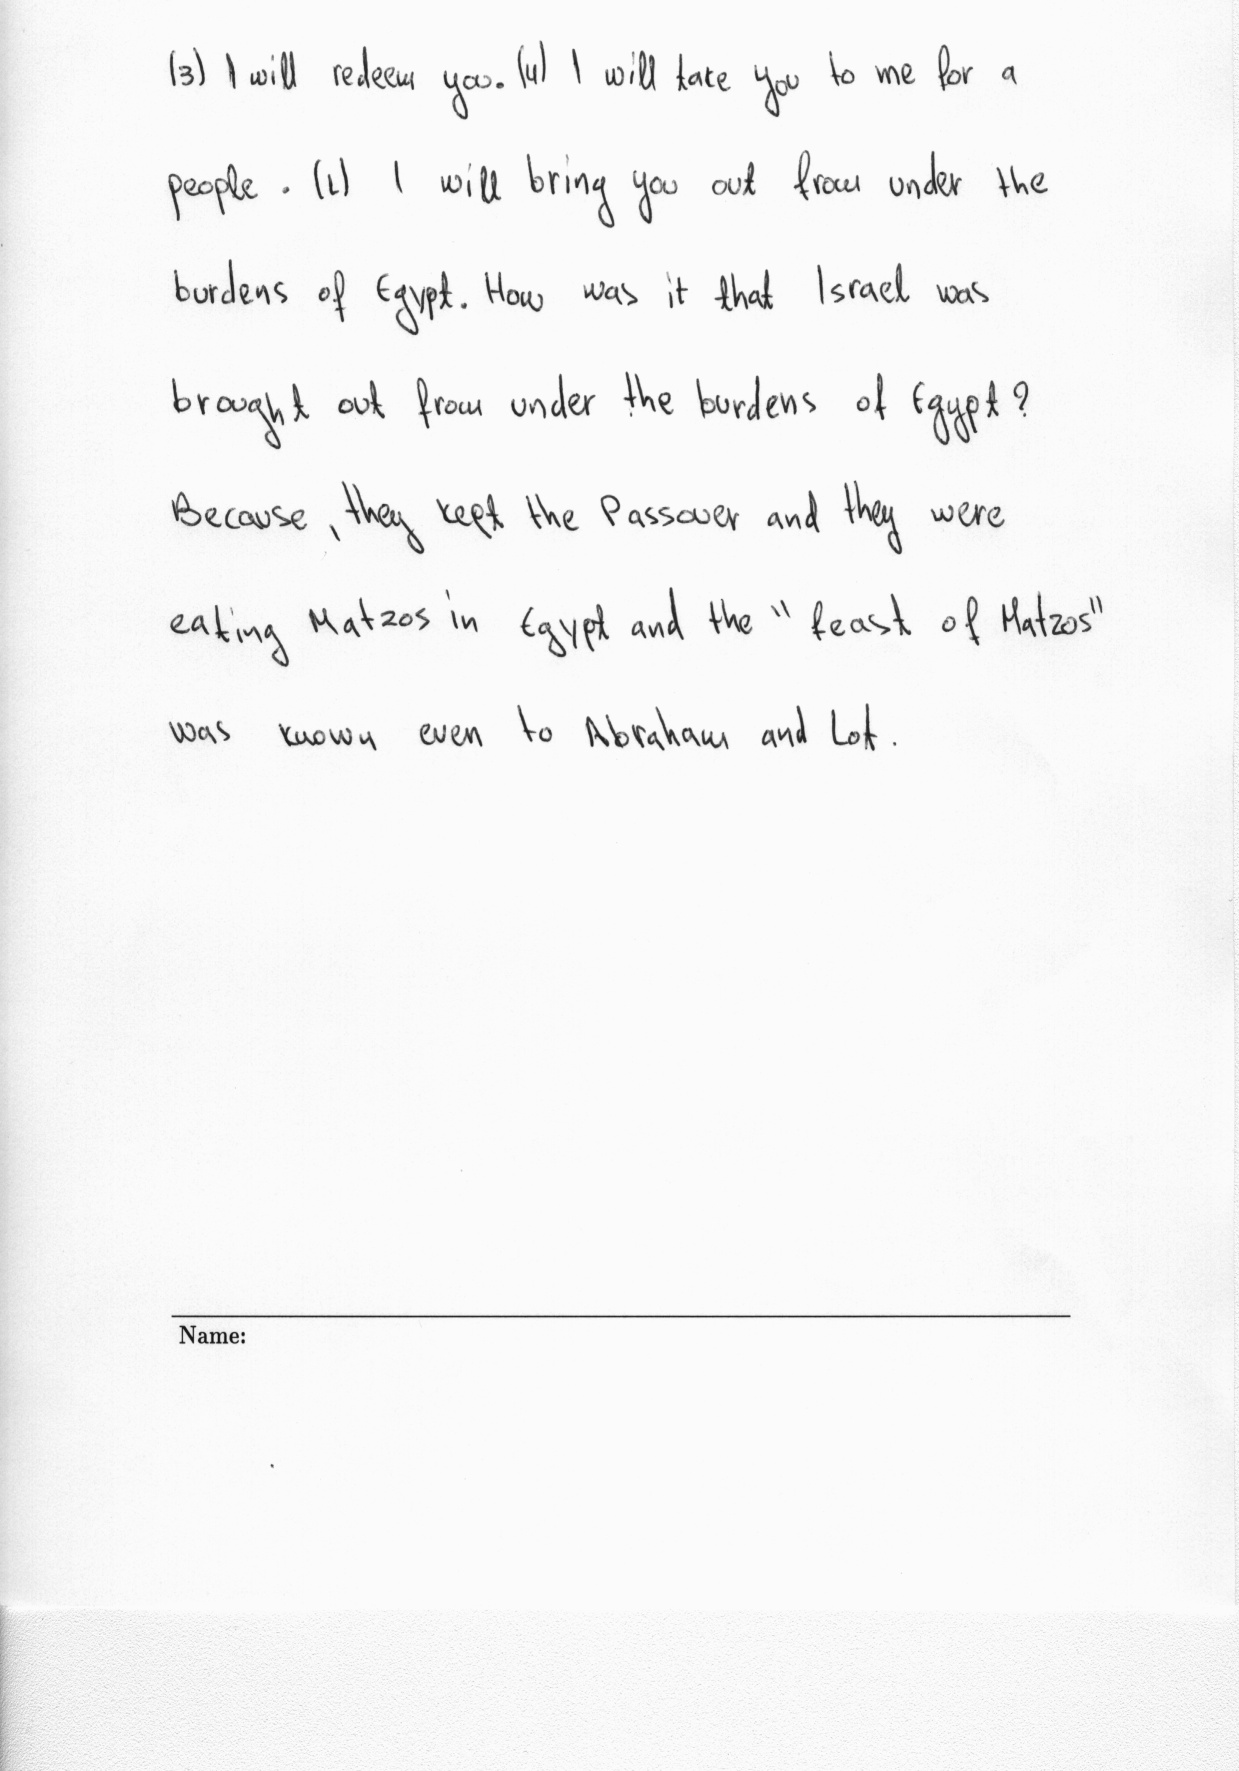 (3) I will redeem you. (4) I will take you to me for a
people. (1) I will bring you out from under the
burdens of Egypt. How was it that Israel was
brought out from under the burdens of Egypt?
Because, they kept the Passover and they were
eating Matzos in Egypt and the "feast of Matzos"
was known even to Abraham and Lot.
Name: